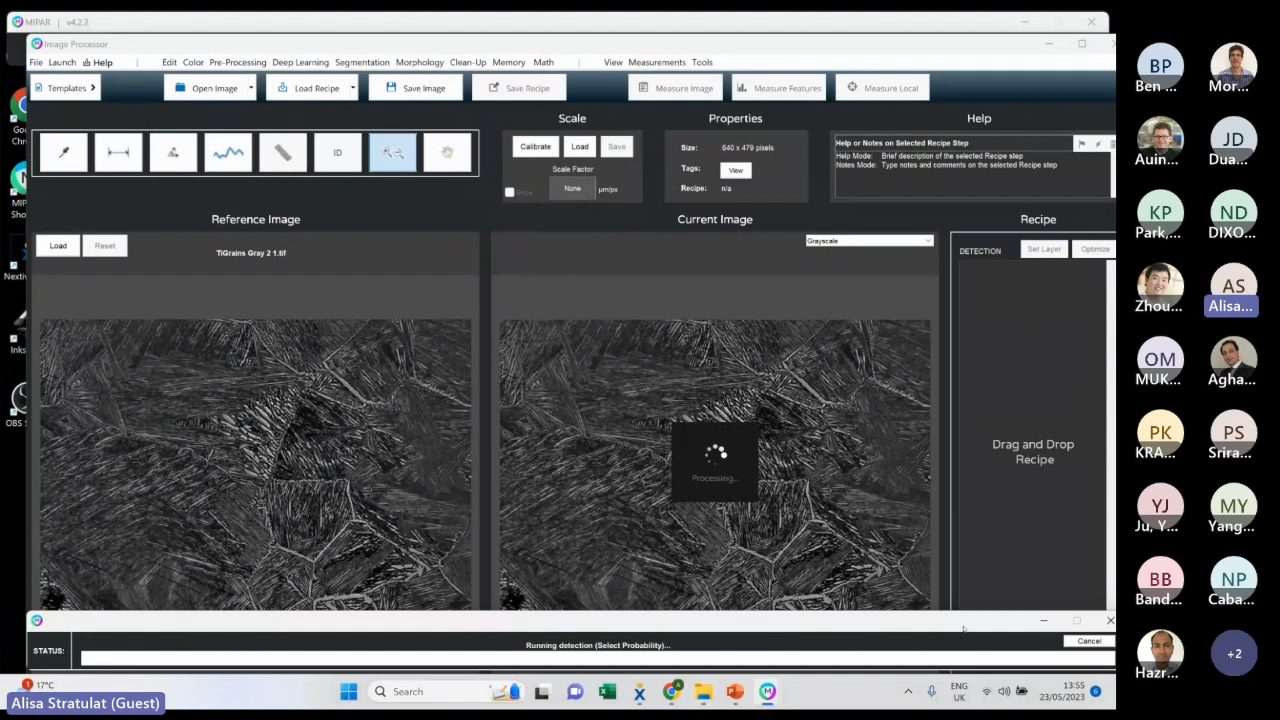 MIPAR | v4.2.2
Image Processor
File Launch Help Edit Color Pre-Processing Deep Learning Segmentation Morphology Clean-Up Memory Math View Measurements Tools
Templates Open Image Load Recipe Save Image Save Recipe Measure Image Measure Features Measure Local
Scale Properties Help
ID
Calibrate Load Save
Scale Factor
None µm/px
Size: 640 x 479 pixels
Tags: View
Recipe: n/a
Help or Notes on Selected Recipe Step
Help Mode: Brief description of the selected Recipe step
Notes Mode: Type notes and comments on the selected Recipe step
Reference Image Current Image Recipe
Load Reset
TiGrains Gray 2 1.tif
Grayscale
DETECTION Set Layer Optimize
Processing...
Drag and Drop
Recipe
Running detection (Select Probability)...
STATUS:
Cancel
Goo
MIP
Sho
Nextiv
Inks
OBS S
1
17°C
Search
ENG
UK
13:55
23/05/2023
6
Alisa Stratulat (Guest)
BP
Ben ...
Mor...
Auin...
JD
Dua...
KP
Park,...
ND
DIXO...
Zhou...
AS
Alisa...
OM
MUK...
Agha...
PK
KRA...
PS
Srira...
YJ
Ju, Y...
MY
Yang...
BB
Band...
NP
Caba...
Hazr...
+2